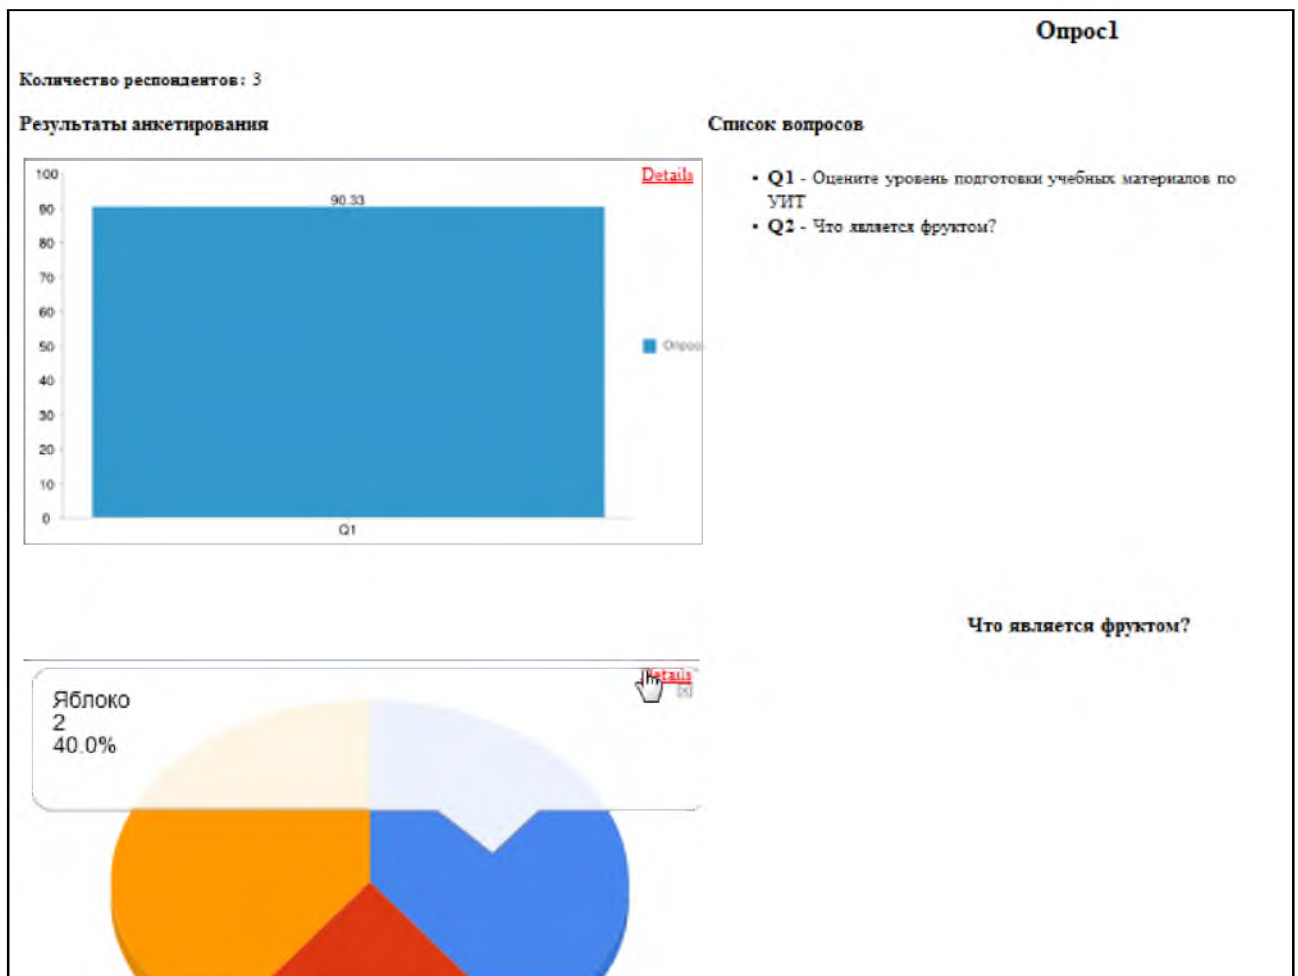 Опрос1
Количество респондентов: 3
Результаты анкетирования
Список вопросов
Details
100
90.33
90
80
70
60
50
40
30
20
10
0
Q1
Опрос
• Q1 - Оцените уровень подготовки учебных материалов по
УИТ
• Q2 - Что является фруктом?
Что является фруктом?
Details
Яблоко
2
40.0%